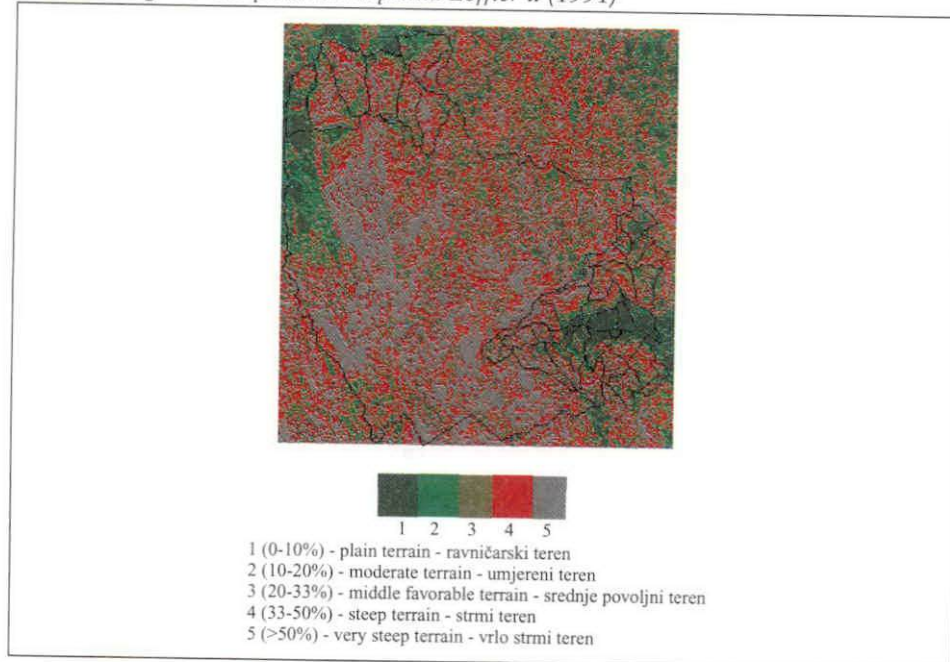 (1991)
1 2 3 4 5
1 (0-10%) - plain terrain - ravničarski teren
2 (10-20%) - moderate terrain - umjereni teren
3 (20-33%) - middle favorable terrain - srednje povoljni teren
4 (33-50%) - steep terrain - strmi teren
5 (>50%) - very steep terrain - vrlo strmi teren